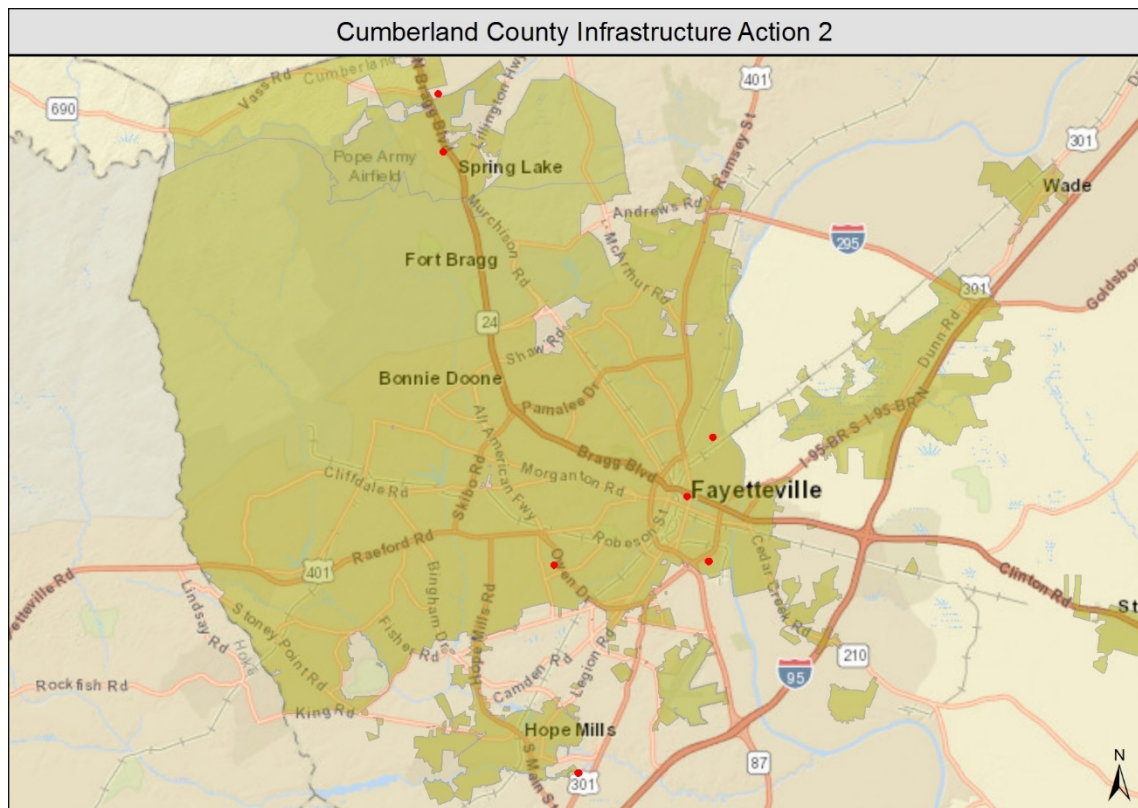 Cumberland County Infrastructure Action 2
690
Vass Rd
Cumberland
N Bragg Blvd
Lillington Hwy
401
Ramsey St
301
Pope Army
Airfield
Spring Lake
Wade
Murchison Rd
Andrews Rd
McArthur Rd
295
Fort Bragg
301
Goldsbor
24
Shaw Rd
Dunn Rd
Bonnie Doone
Pamalee Dr
I-95-BR S I-95-BR N
All American Fwy
Bragg Blvd
Skibo Rd
Morganton Rd
Cliffdale Rd
Fayetteville
Robeson St
Raeford Rd
401
Owen Dr
Cedar Creek Rd
Clinton Rd
St
yetteville Rd
Lindsay Rd
Bingham Dr
Hope Mills Rd
Stoney Point Rd
Fisher Rd
Hoke
Camden Rd
Legion Rd
210
95
Rockfish Rd
King Rd
Hope Mills
S Main St
301
87
N